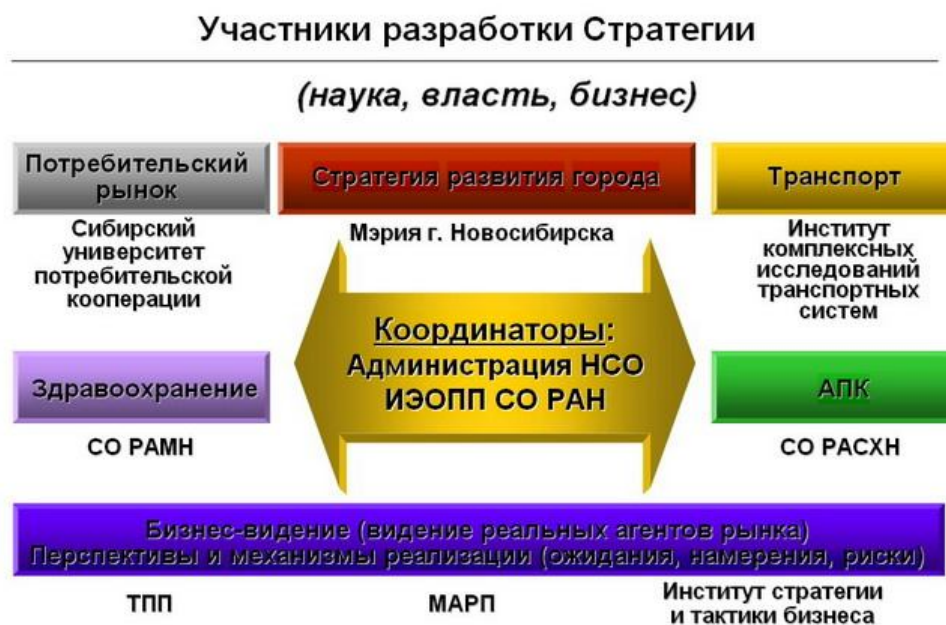 Участники разработки Стратегии
(наука, власть, бизнес)
Потребительский
рынок
Сибирский
университет
потребительской
кооперации
Стратегия развития города
Мэрия г. Новосибирска
Транспорт
Институт
комплексных
исследований
транспортных
систем
Координаторы:
Администрация НСО
ИЭОПП СО РАН
Здравоохранение
СО РАМН
АПК
СО РАСХН
Бизнес-видение (видение реальных агентов рынка)
Перспективы и механизмы реализации (ожидания, намерения, риски)
ТПП
МАРП
Институт стратегии
и тактики бизнеса